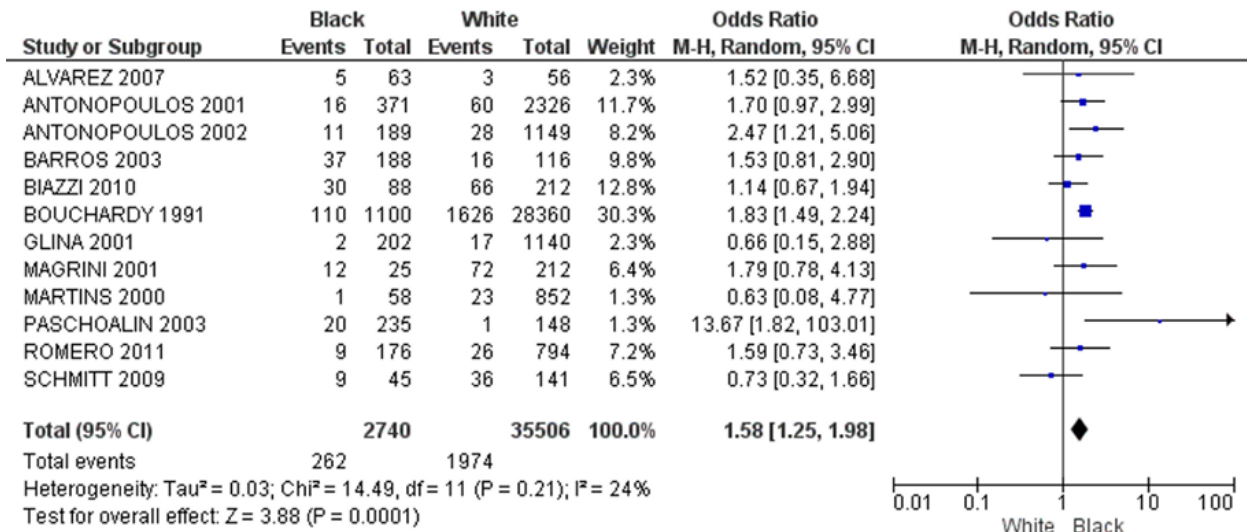 Black White Odds Ratio Odds Ratio
Study or Subgroup Events Total Events Total Weight M-H, Random, 95% CI M-H, Random, 95% CI
ALVAREZ 2007 5 63 3 56 2.3% 1.52 [0.35, 6.68]
ANTONOPOULOS 2001 16 371 60 2326 11.7% 1.70 [0.97, 2.99]
ANTONOPOULOS 2002 11 189 28 1149 8.2% 2.47 [1.21, 5.06]
BARROS 2003 37 188 16 116 9.8% 1.53 [0.81, 2.90]
BIAZZI 2010 30 88 66 212 12.8% 1.14 [0.67, 1.94]
BOUCHARDY 1991 110 1100 1626 28360 30.3% 1.83 [1.49, 2.24]
GLINA 2001 2 202 17 1140 2.3% 0.66 [0.15, 2.88]
MAGRINI 2001 12 25 72 212 6.4% 1.79 [0.78, 4.13]
MARTINS 2000 1 58 23 852 1.3% 0.63 [0.08, 4.77]
PASCHOALIN 2003 20 235 1 148 1.3% 13.67 [1.82, 103.01]
ROMERO 2011 9 176 26 794 7.2% 1.59 [0.73, 3.46]
SCHMITT 2009 9 45 36 141 6.5% 0.73 [0.32, 1.66]
Total (95% CI) 2740 35506 100.0% 1.58 [1.25, 1.98]
Total events 262 1974
Heterogeneity: Tau² = 0.03; Chi² = 14.49, df = 11 (P = 0.21); I² = 24%
Test for overall effect: Z = 3.88 (P = 0.0001)
0.01 0.1 1 10 100
White Black